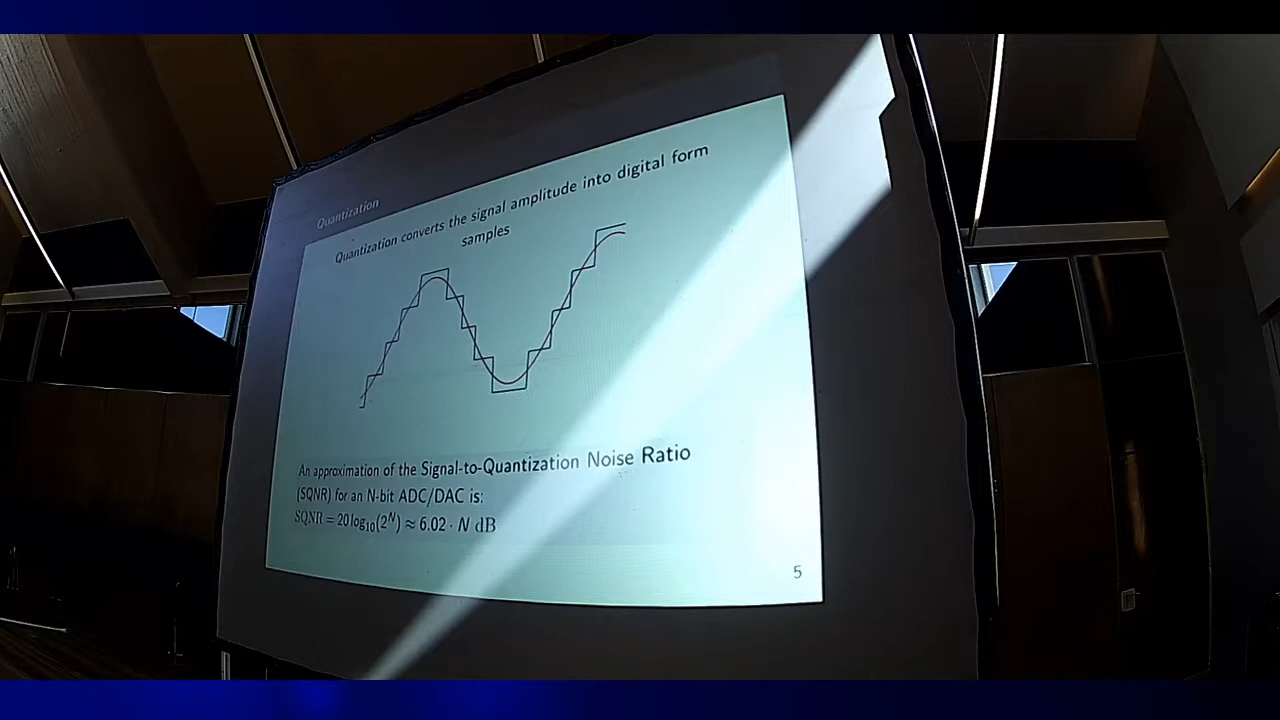 Quantization
Quantization converts the signal amplitude into digital form
samples
An approximation of the Signal-to-Quantization Noise Ratio
(SQNR) for an N-bit ADC/DAC is:
SQNR = 20 log₁₀(2ᴺ) ≈ 6.02 · N dB
5